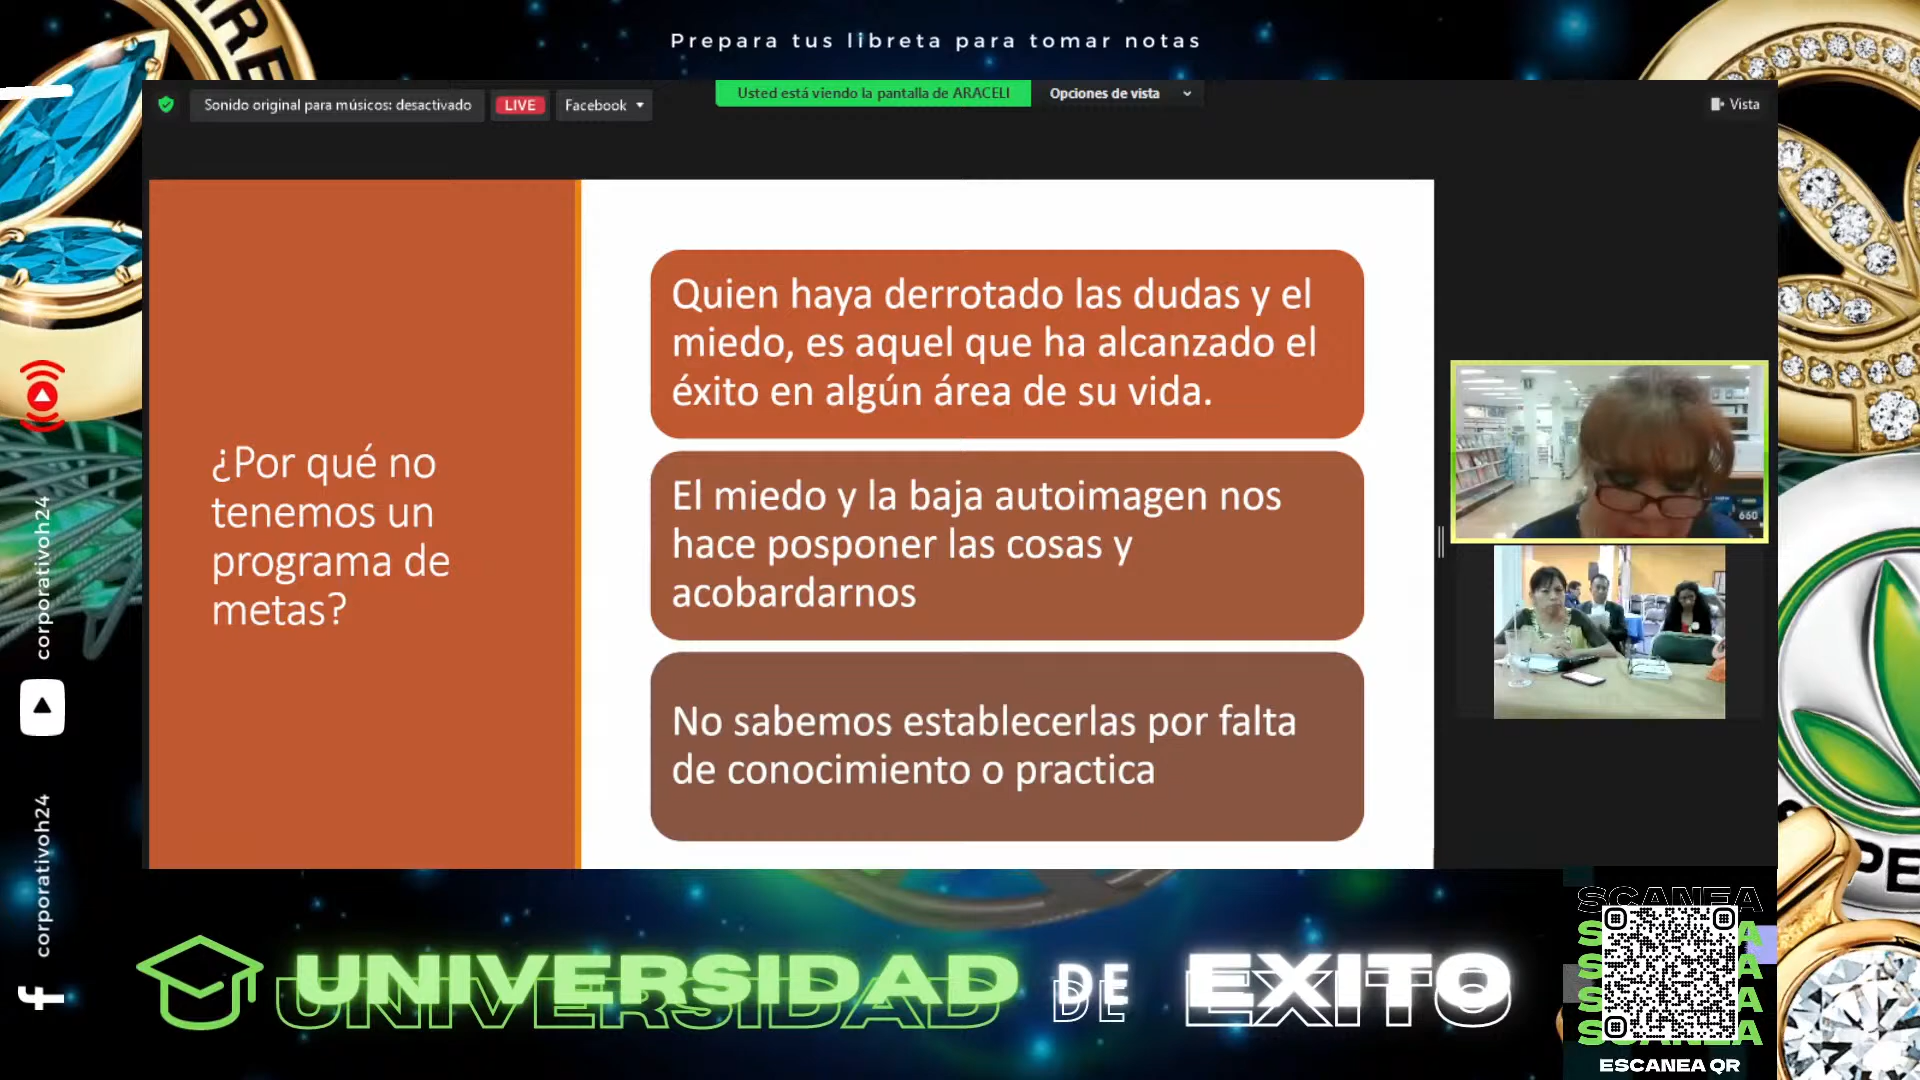 Prepara tus libreta para tomar notas
Sonido original para músicos: desactivado
LIVE
Facebook
Usted está viendo la pantalla de ARACELI
Opciones de vista
Vista
¿Por qué no
tenemos un
programa de
metas?
Quien haya derrotado las dudas y el
miedo, es aquel que ha alcanzado el
éxito en algún área de su vida.
El miedo y la baja autoimagen nos
hace posponer las cosas y
acobardarnos
No sabemos establecerlas por falta
de conocimiento o practica
660
corporativoh24
corporativoh24
UNIVERSIDAD DE EXITO
SCANEA
ESCANEA QR